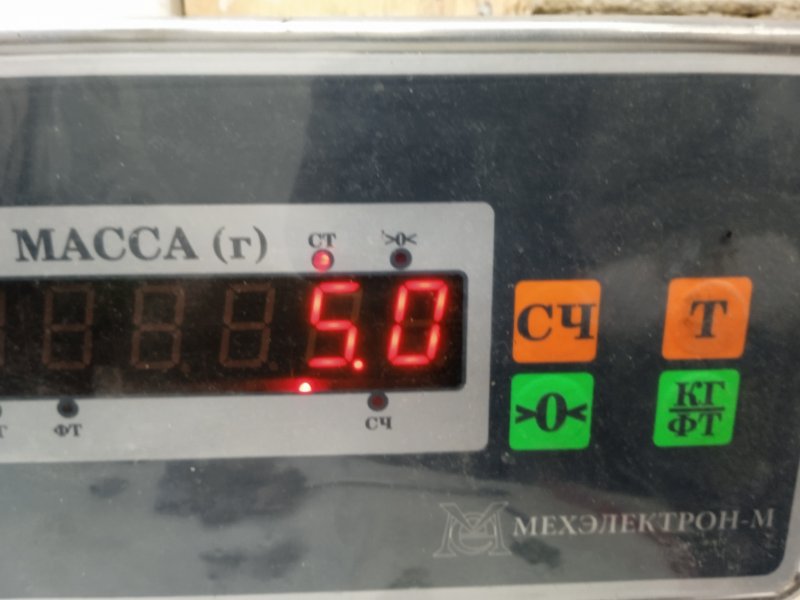 МАССА (г)
СТ >0<
5.0
ФТ
СЧ
СЧ Т
>0< КГ
ФТ
МЕХЭЛЕКТРОН-М